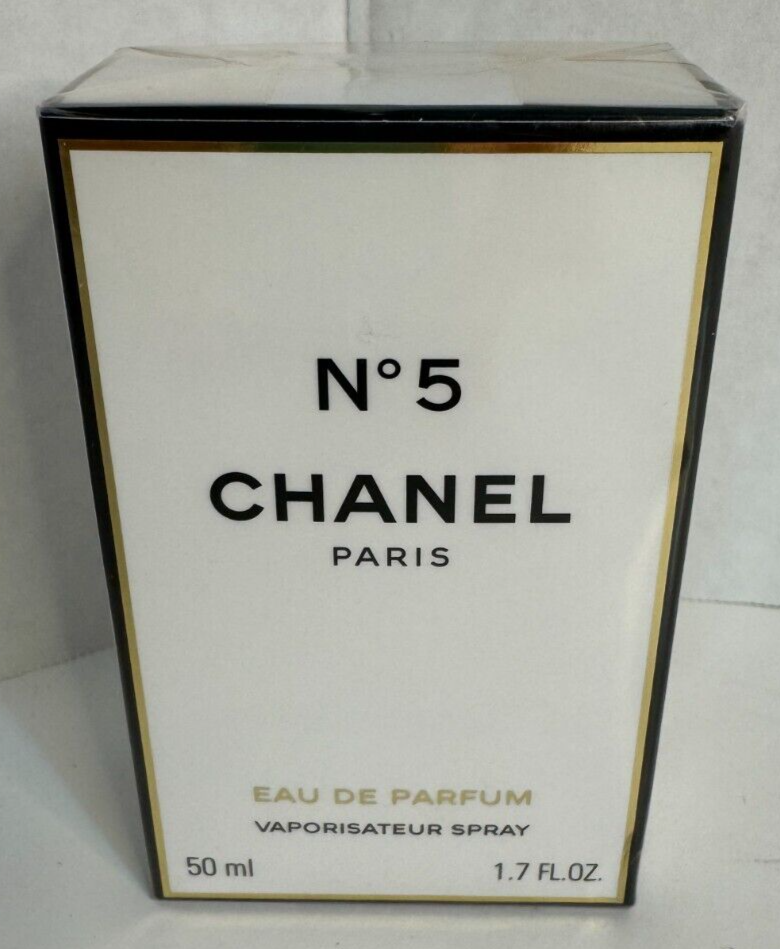 N°5
CHANEL
PARIS
EAU DE PARFUM
VAPORISATEUR SPRAY
50 ml 1.7 FL.OZ.